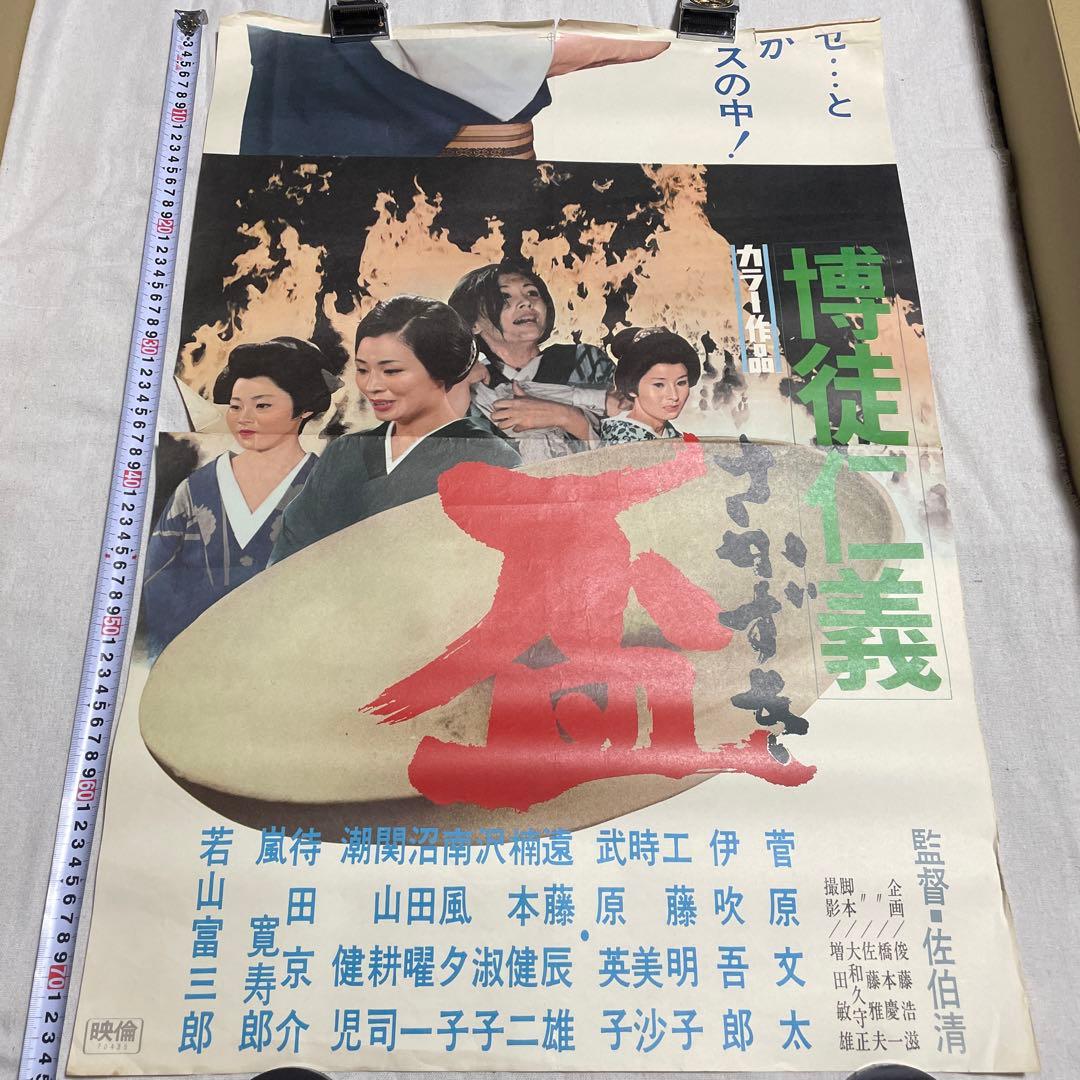 せ…と
か
スの中！
博徒仁義
カラー作品
さかずき
盃
監督・佐伯清
企画／俊藤浩滋
〃／橋本慶一
〃／佐藤雅夫
脚本／大和久守正
撮影／増田敏雄
菅原文太
伊吹吾郎
工藤明子
時美沙
武原英子
・
遠藤辰雄
楠本健二
沢淑子
南風夕子
沼田曜一
関山耕司
潮健児
待田京介
嵐寛寿郎
若山富三郎
映倫